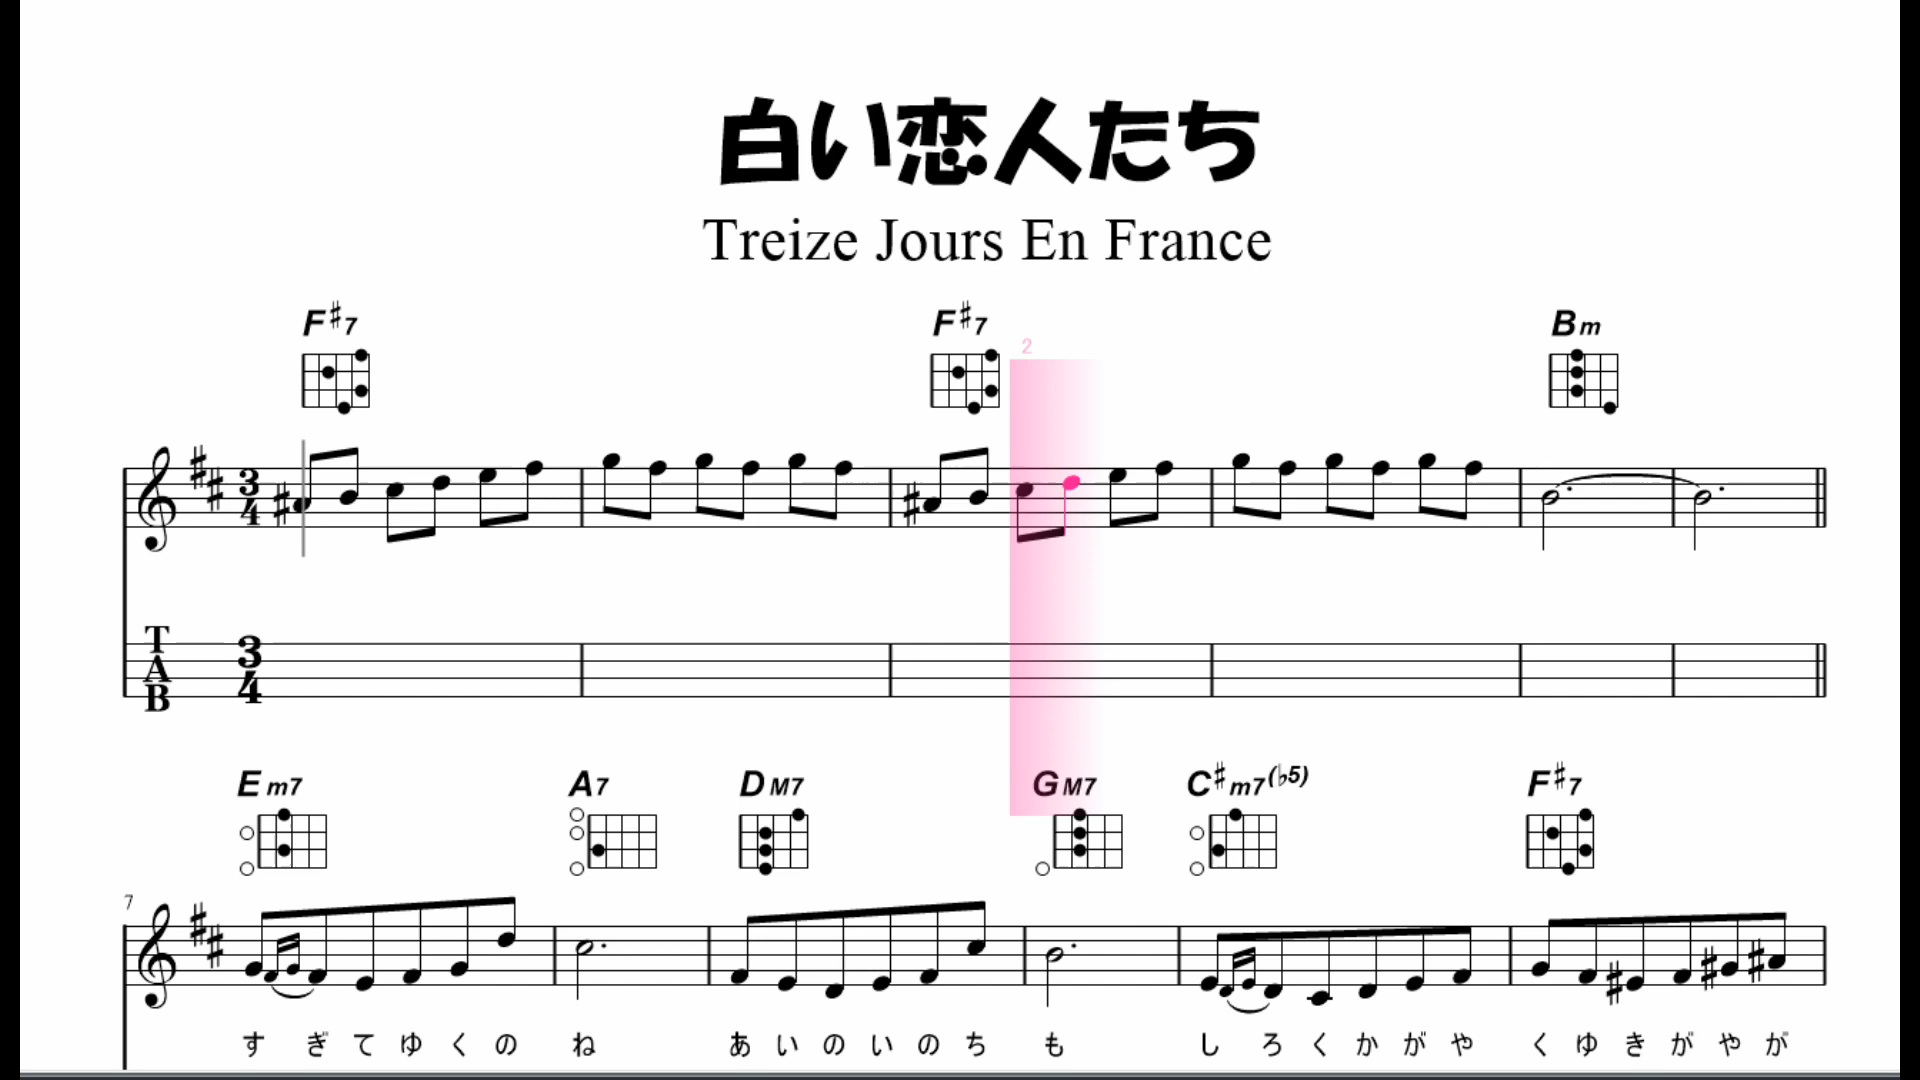 白い恋人たち
Treize Jours En France
F♯7 F♯7 Bm
2
3 4
T A B 3 4
Em7 A7 DM7 GM7 C♯m7(♭5) F♯7
7
す ぎ て ゆ く の ね あ い の い の ち も し ろ く か が や く ゆ き が や が